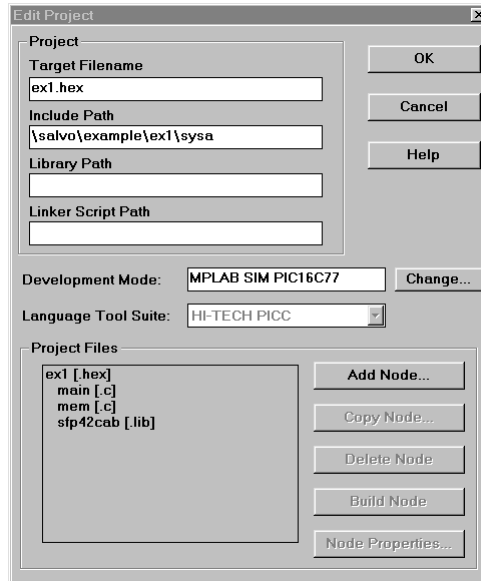 Edit Project
Project
Target Filename
ex1.hex
Include Path
\salvo\example\ex1\sysa
Library Path
Linker Script Path
OK
Cancel
Help
Development Mode:
MPLAB SIM PIC16C77
Change...
Language Tool Suite:
HI-TECH PICC
Project Files
ex1 [.hex]
main [.c]
mem [.c]
sfp42cab [.lib]
Add Node...
Copy Node...
Delete Node
Build Node
Node Properties...